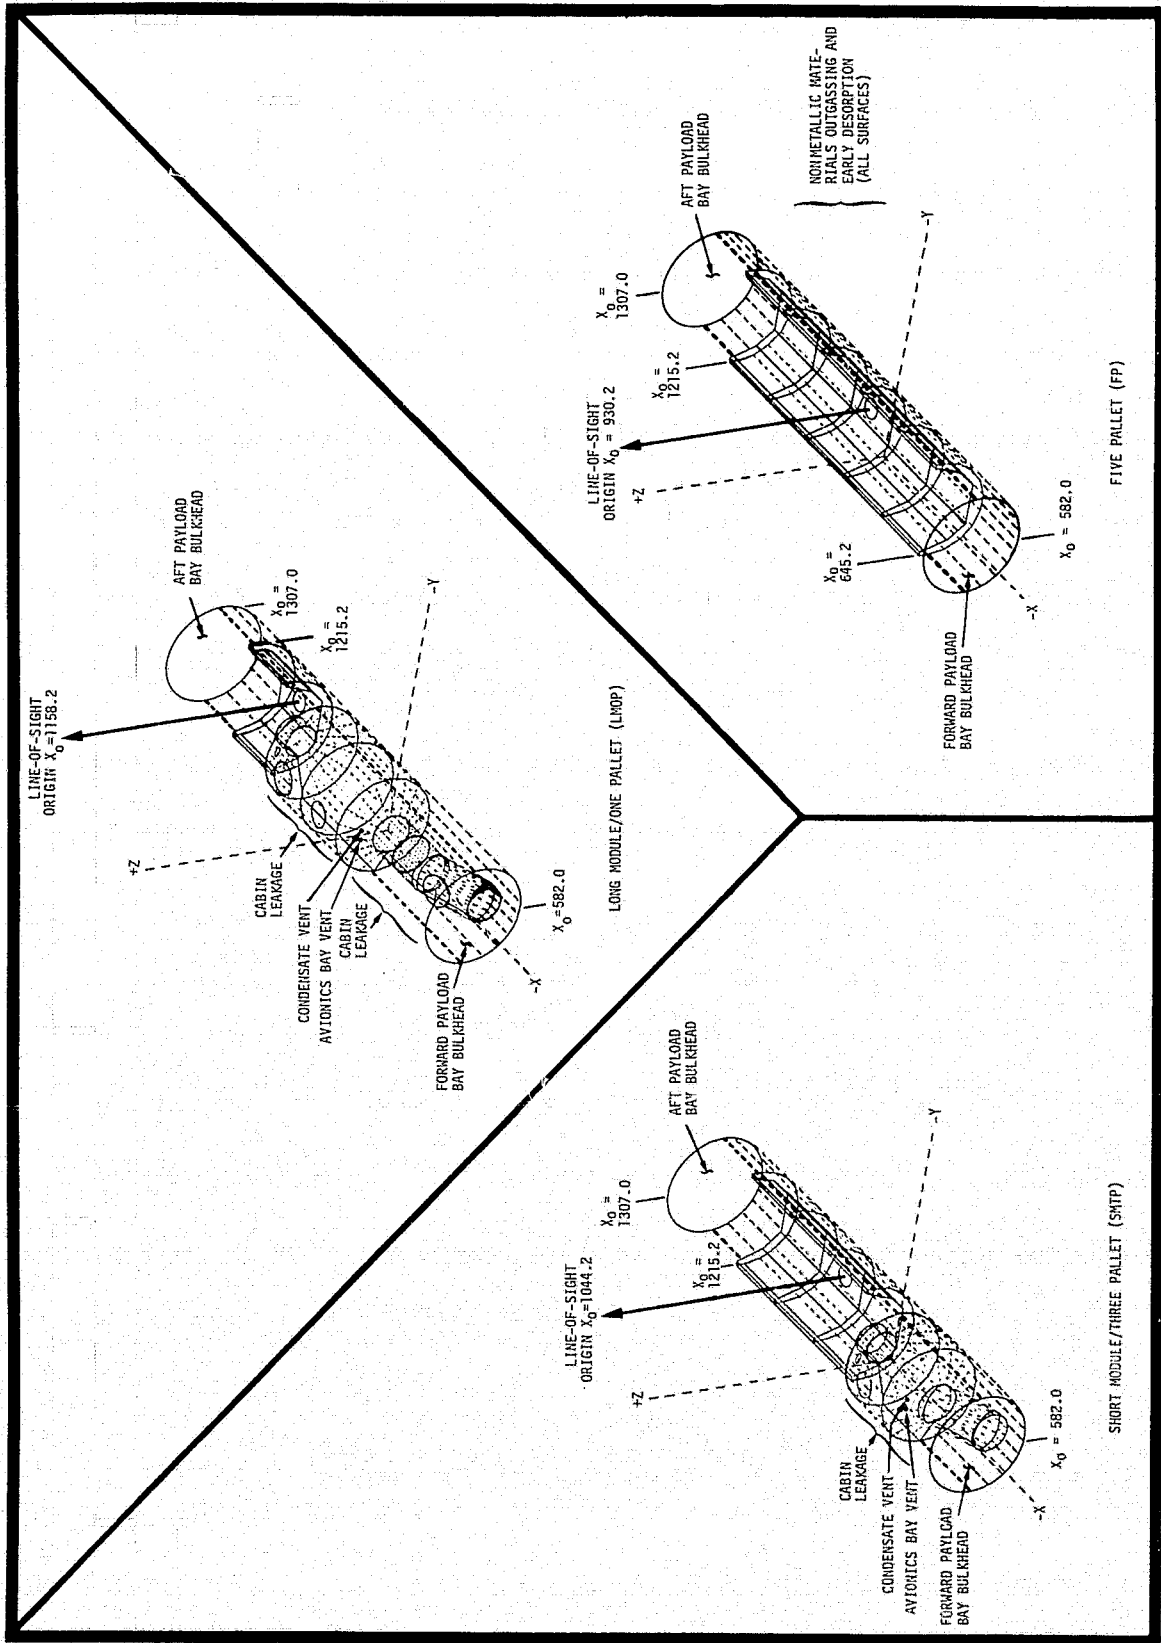 LINE-OF-SIGHT
ORIGIN X₀=1158.2
+Z
AFT PAYLOAD
BAY BULKHEAD
X₀ =
1307.0
X₀ =
1215.2
-Y
CABIN
LEAKAGE
CONDENSATE VENT
AVIONICS BAY VENT
CABIN
LEAKAGE
FORWARD PAYLOAD
BAY BULKHEAD
-X
X₀=582.0
LONG MODULE/ONE PALLET (LMOP)
LINE-OF-SIGHT
ORIGIN X₀=1044.2
+Z
X₀ =
1307.0
X₀ =
1215.2
AFT PAYLOAD
BAY BULKHEAD
-Y
CABIN
LEAKAGE
CONDENSATE VENT
AVIONICS BAY VENT
FORWARD PAYLOAD
BAY BULKHEAD
-X
X₀ = 582.0
SHORT MODULE/THREE PALLET (SMTP)
LINE-OF-SIGHT
ORIGIN X₀ = 930.2
+Z
X₀ =
1307.0
X₀ =
1215.2
AFT PAYLOAD
BAY BULKHEAD
NONMETALLIC MATE-
RIALS OUTGASSING AND
EARLY DESORPTION
(ALL SURFACES)
-Y
X₀ =
645.2
FORWARD PAYLOAD
BAY BULKHEAD
-X
X₀ = 582.0
FIVE PALLET (FP)